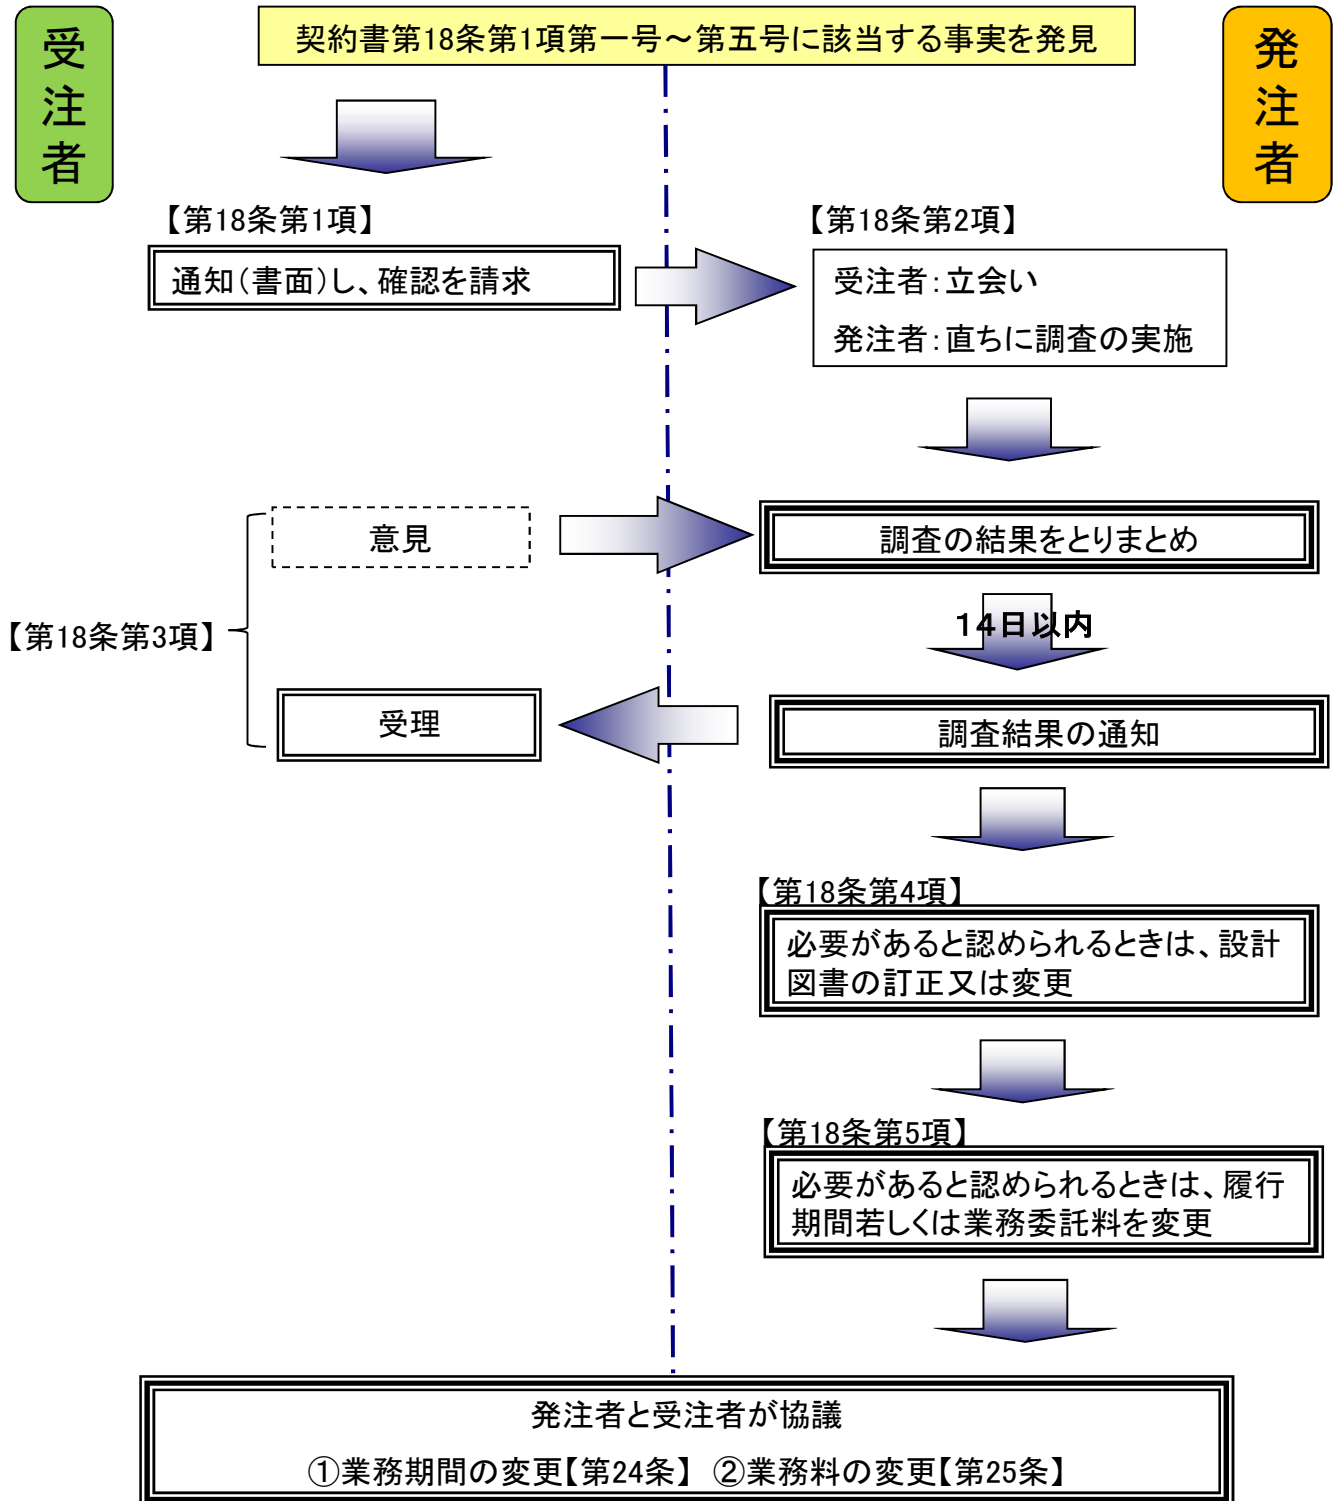 受注者
契約書第18条第1項第一号～第五号に該当する事実を発見
発注者
【第18条第1項】
通知(書面)し、確認を請求
【第18条第2項】
受注者:立会い
発注者:直ちに調査の実施
意見
調査の結果をとりまとめ
【第18条第3項】
14日以内
受理
調査結果の通知
【第18条第4項】
必要があると認められるときは、設計
図書の訂正又は変更
【第18条第5項】
必要があると認められるときは、履行
期間若しくは業務委託料を変更
発注者と受注者が協議
①業務期間の変更【第24条】 ②業務料の変更【第25条】